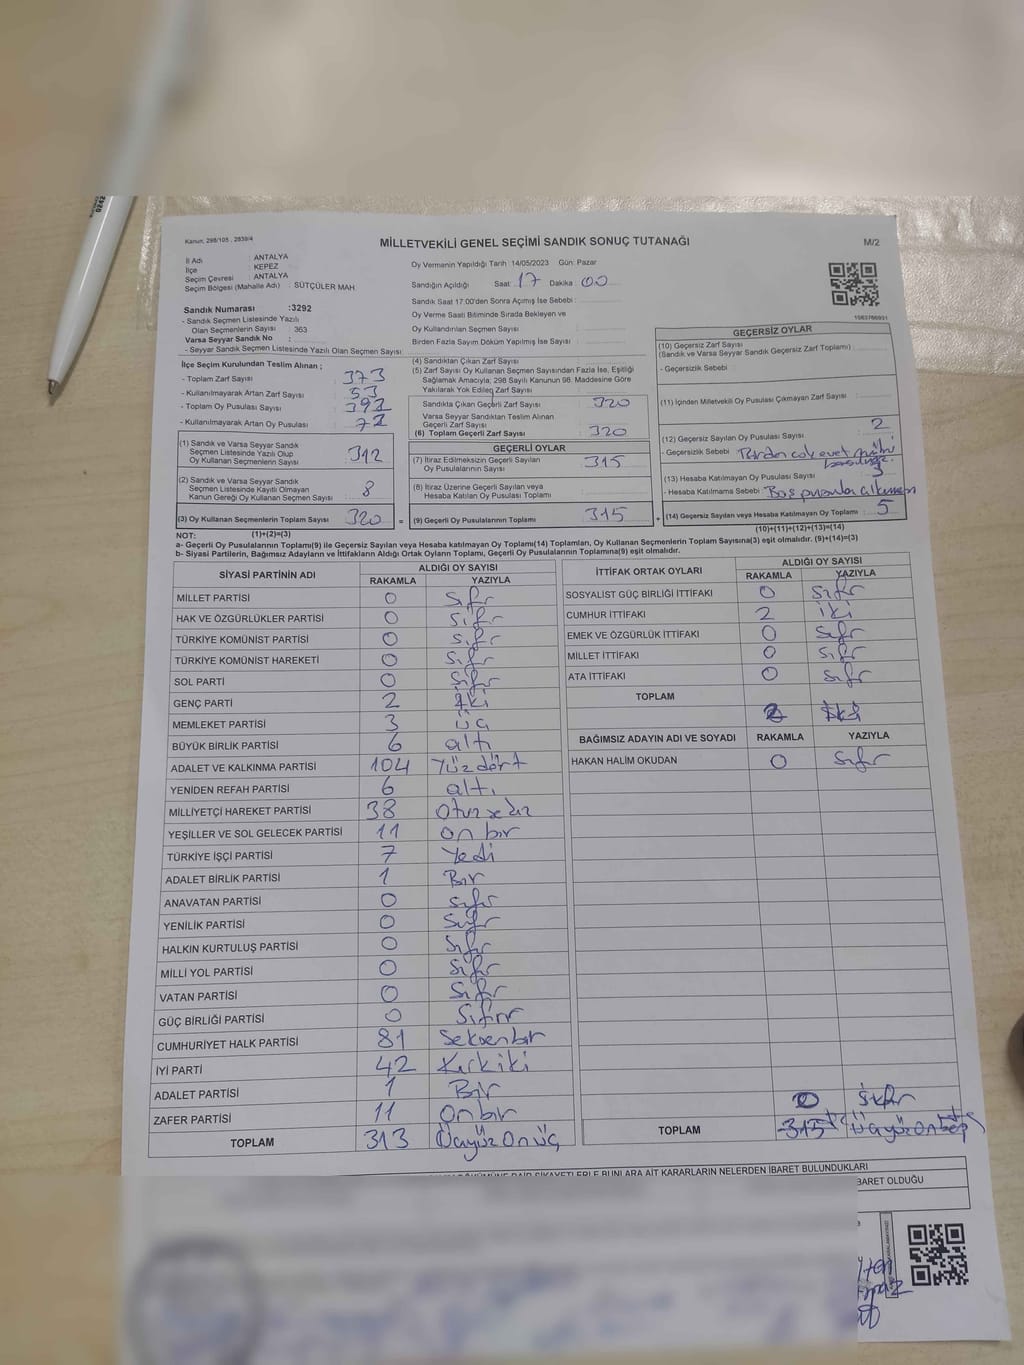 Kanun, 298/105 , 2839/4
MİLLETVEKİLİ GENEL SEÇİMİ SANDIK SONUÇ TUTANAĞI
M/2
İl Adı : ANTALYA
İlçe : KEPEZ
Seçim Çevresi : ANTALYA
Seçim Bölgesi (Mahalle Adı) : SÜTÇÜLER MAH.
Sandık Numarası :3292
- Sandık Seçmen Listesinde Yazılı
Olan Seçmenlerin Sayısı : 363
Varsa Seyyar Sandık No :
- Seyyar Sandık Seçmen Listesinde Yazılı Olan Seçmen Sayısı:
Oy Vermenin Yapıldığı Tarih :14/05/2023 Gün: Pazar
Sandığın Açıldığı Saat : 17 Dakika : 00
Sandık Saat 17.00'den Sonra Açılmış İse Sebebi :
Oy Verme Saati Bitiminde Sırada Bekleyen ve
Oy Kullandırılan Seçmen Sayısı :
Birden Fazla Sayım Döküm Yapılmış İse Sayısı :
İlçe Seçim Kurulundan Teslim Alınan ;
- Toplam Zarf Sayısı : 373
- Kullanılmayarak Artan Zarf Sayısı : 53
- Toplam Oy Pusulası Sayısı
- Kullanılmayarak Artan Oy Pusulası :
(1) Sandık ve Varsa Seyyar Sandık
Seçmen Listesinde Yazılı Olup
Oy Kullanan Seçmenlerin Sayısı : 312
(2) Sandık ve Varsa Seyyar Sandık
Seçmen Listesinde Kayıtlı Olmayan
Kanun Gereği Oy Kullanan Seçmen Sayısı : 8
(3) Oy Kullanan Seçmenlerin Toplam Sayısı : 320
(4) Sandıktan Çıkan Zarf Sayısı :
(5) Zarf Sayısı Oy Kullanan Seçmen Sayısından Fazla İse, Eşitliği
Sağlamak Amacıyla; 298 Sayılı Kanunun 98. Maddesine Göre
Yakılarak Yok Edilen Zarf Sayısı :
Sandıkta Çıkan Geçerli Zarf Sayısı : 320
Varsa Seyyar Sandıktan Teslim Alınan
Geçerli Zarf Sayısı :
(6) Toplam Geçerli Zarf Sayısı : 320
GEÇERLİ OYLAR
(7) İtiraz Edilmeksizin Geçerli Sayılan
Oy Pusulalarının Sayısı : 315
(8) İtiraz Üzerine Geçerli Sayılan veya
Hesaba Katılan Oy Pusulası Toplamı :
= (9) Geçerli Oy Pusulalarının Toplamı : 315
1083766931
GEÇERSİZ OYLAR
(10) Geçersiz Zarf Sayısı
(Sandık ve Varsa Seyyar Sandık Geçersiz Zarf Toplamı) :
- Geçersizlik Sebebi :
(11) İçinden Milletvekili Oy Pusulası Çıkmayan Zarf Sayısı :
(12) Geçersiz Sayılan Oy Pusulası Sayısı : 2
- Geçersizlik Sebebi : evet mührü
(13) Hesaba Katılmayan Oy Pusulası Sayısı : 3
- Hesaba Katılmama Sebebi : Boş pusula
+ (14) Geçersiz Sayılan veya Hesaba Katılmayan Oy Toplamı : 5
NOT: (1)+(2)=(3) (10)+(11)+(12)+(13)=(14)
a- Geçerli Oy Pusulalarının Toplamı(9) ile Geçersiz Sayılan veya Hesaba katılmayan Oy Toplamı(14) Toplamları, Oy Kullanan Seçmenlerin Toplam Sayısına(3) eşit olmalıdır. (9)+(14)=(3)
b- Siyasi Partilerin, Bağımsız Adayların ve İttifakların Aldığı Ortak Oyların Toplamı, Geçerli Oy Pusulalarının Toplamına(9) eşit olmalıdır.
SİYASİ PARTİNİN ADI ALDIĞI OY SAYISI
RAKAMLA YAZIYLA
MİLLET PARTİSİ 0 Sıfır
HAK VE ÖZGÜRLÜKLER PARTİSİ 0 Sıfır
TÜRKİYE KOMÜNİST PARTİSİ 0 Sıfır
TÜRKİYE KOMÜNİST HAREKETİ 0 Sıfır
SOL PARTİ 0 Sıfır
GENÇ PARTİ 2 İki
MEMLEKET PARTİSİ 3 üç
BÜYÜK BİRLİK PARTİSİ 6 altı
ADALET VE KALKINMA PARTİSİ 104 Yüzdört
YENİDEN REFAH PARTİSİ 6 altı
MİLLİYETÇİ HAREKET PARTİSİ 38 Otuzsekiz
YEŞİLLER VE SOL GELECEK PARTİSİ 11 on bir
TÜRKİYE İŞÇİ PARTİSİ 7 Yedi
ADALET BİRLİK PARTİSİ 1 Bir
ANAVATAN PARTİSİ 0 Sıfır
YENİLİK PARTİSİ 0 Sıfır
HALKIN KURTULUŞ PARTİSİ 0 Sıfır
MİLLİ YOL PARTİSİ 0 Sıfır
VATAN PARTİSİ 0 Sıfır
GÜÇ BİRLİĞİ PARTİSİ 0 Sıfır
CUMHURİYET HALK PARTİSİ 81 Seksenbir
İYİ PARTİ 42 Kırkiki
ADALET PARTİSİ 1 Bir
ZAFER PARTİSİ 11 Onbir
TOPLAM 313 Üçyüzonüç
İTTİFAK ORTAK OYLARI ALDIĞI OY SAYISI
RAKAMLA YAZIYLA
SOSYALİST GÜÇ BİRLİĞİ İTTİFAKI 0 Sıfır
CUMHUR İTTİFAKI 2 iki
EMEK VE ÖZGÜRLÜK İTTİFAKI 0 Sıfır
MİLLET İTTİFAKI 0 Sıfır
ATA İTTİFAKI 0 Sıfır
TOPLAM 2 İki
BAĞIMSIZ ADAYIN ADI VE SOYADI RAKAMLA YAZIYLA
HAKAN HALİM OKUDAN 0 Sıfır
0 Sıfır
TOPLAM 315 Üçyüzonbeş
DAİR ŞİKAYETLERLE BUNLARA AİT KARARLARIN NELERDEN İBARET BULUNDUKLARI
BARET OLDUĞU